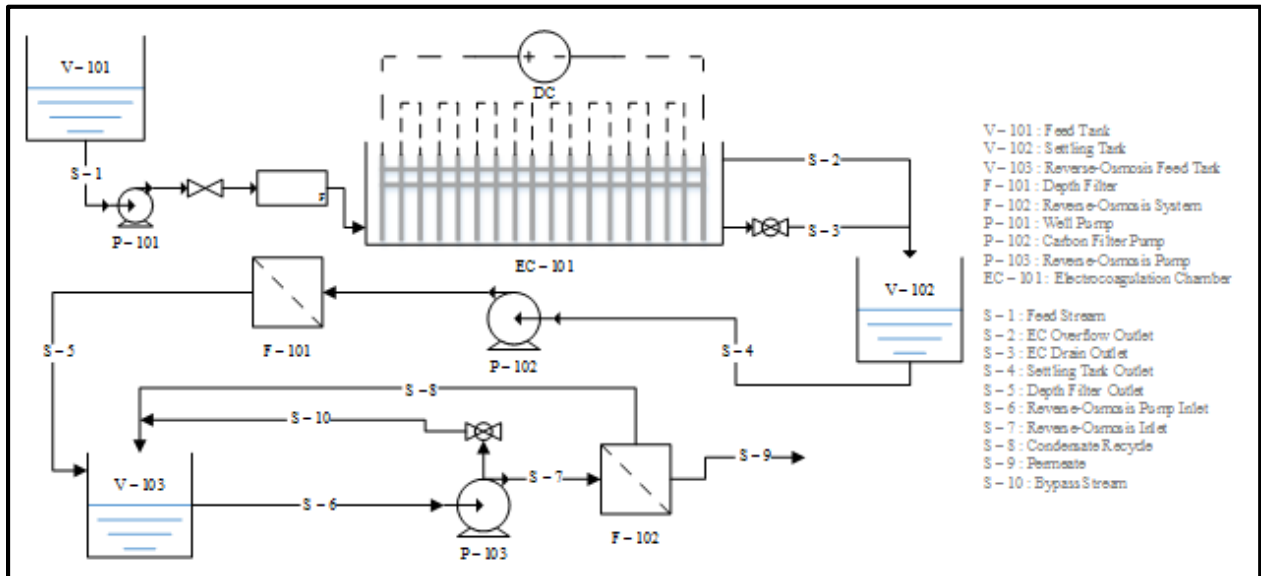 V-101
DC
S-1
P-101
F
EC-101
S-2
S-3
V-102
F-101
P-102
S-4
S-5
S-8
S-10
V-103
S-6
P-103
S-7
F-102
S-9
V-101 : Feed Tank
V-102 : Settling Tank
V-103 : Reverse-Osmosis Feed Tank
F-101 : Depth Filter
F-102 : Reverse-Osmosis System
P-101 : Well Pump
P-102 : Carbon Filter Pump
P-103 : Reverse-Osmosis Pump
EC-101 : Electrocoagulation Chamber
S-1 : Feed Stream
S-2 : EC Overflow Outlet
S-3 : EC Drain Outlet
S-4 : Settling Tank Outlet
S-5 : Depth Filter Outlet
S-6 : Reverse-Osmosis Pump Inlet
S-7 : Reverse-Osmosis Inlet
S-8 : Condensate Recycle
S-9 : Permeate
S-10 : Bypass Stream